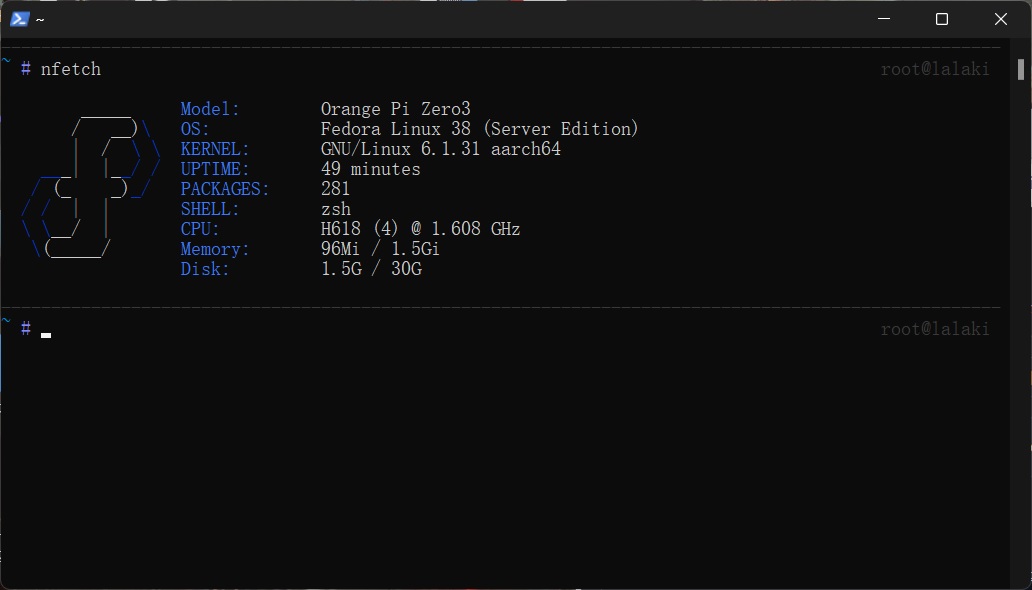 ~
~ # nfetch root@lalaki
Model: Orange Pi Zero3
OS: Fedora Linux 38 (Server Edition)
KERNEL: GNU/Linux 6.1.31 aarch64
UPTIME: 49 minutes
PACKAGES: 281
SHELL: zsh
CPU: H618 (4) @ 1.608 GHz
Memory: 96Mi / 1.5Gi
Disk: 1.5G / 30G
~ # root@lalaki